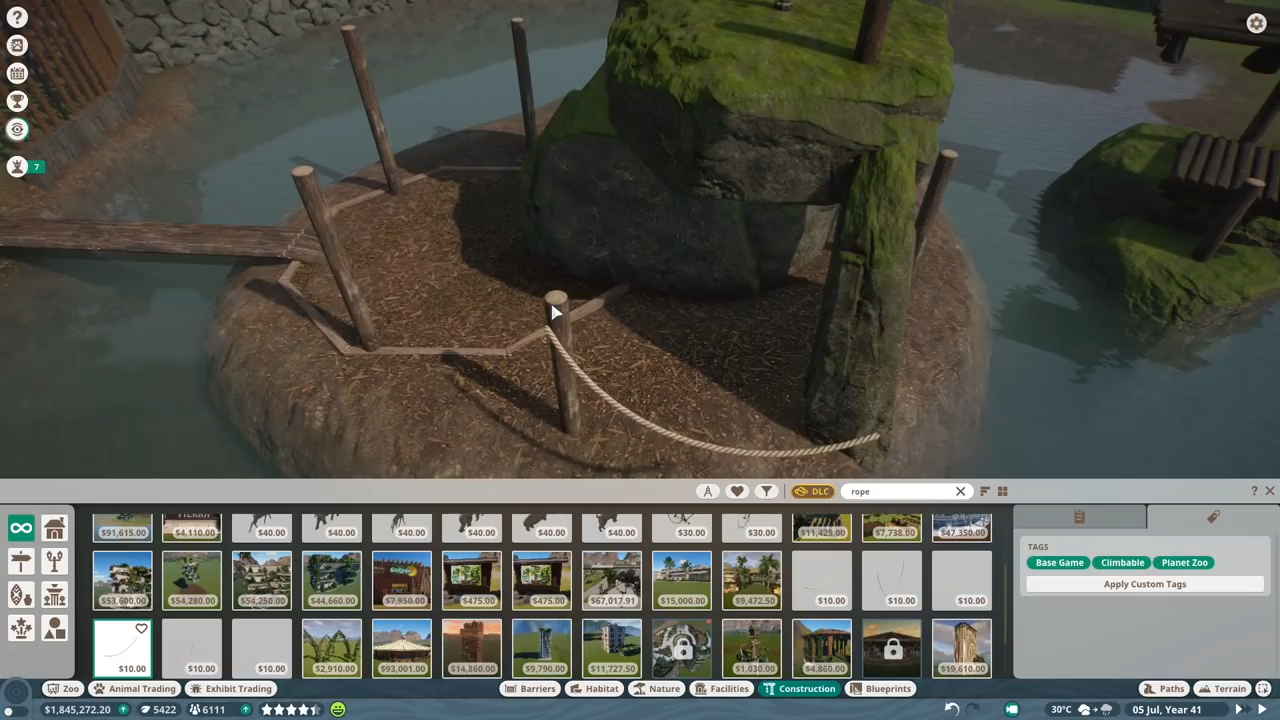 ?
7
DLC
rope
?
$91,615.00 $4,110.00 $40.00 $40.00 $40.00 $40.00 $40.00 $40.00 $30.00 $30.00 $11,425.00 $7,738.00 $47,350.00
$53,600.00 $54,280.00 $54,250.00 $44,660.00 $7,950.00 $475.00 $475.00 $67,017.91 $15,000.00 $9,472.50 $10.00 $10.00 $10.00
$10.00 $10.00 $10.00 $2,910.00 $93,001.00 $14,860.00 $9,790.00 $11,727.50 $1,030.00 $4,860.00 $19,610.00
TAGS
Base Game Climbable Planet Zoo
Apply Custom Tags
Zoo Animal Trading Exhibit Trading Barriers Habitat Nature Facilities Construction Blueprints Paths Terrain
$1,845,272.20 5422 6111 30°C 05 Jul, Year 41